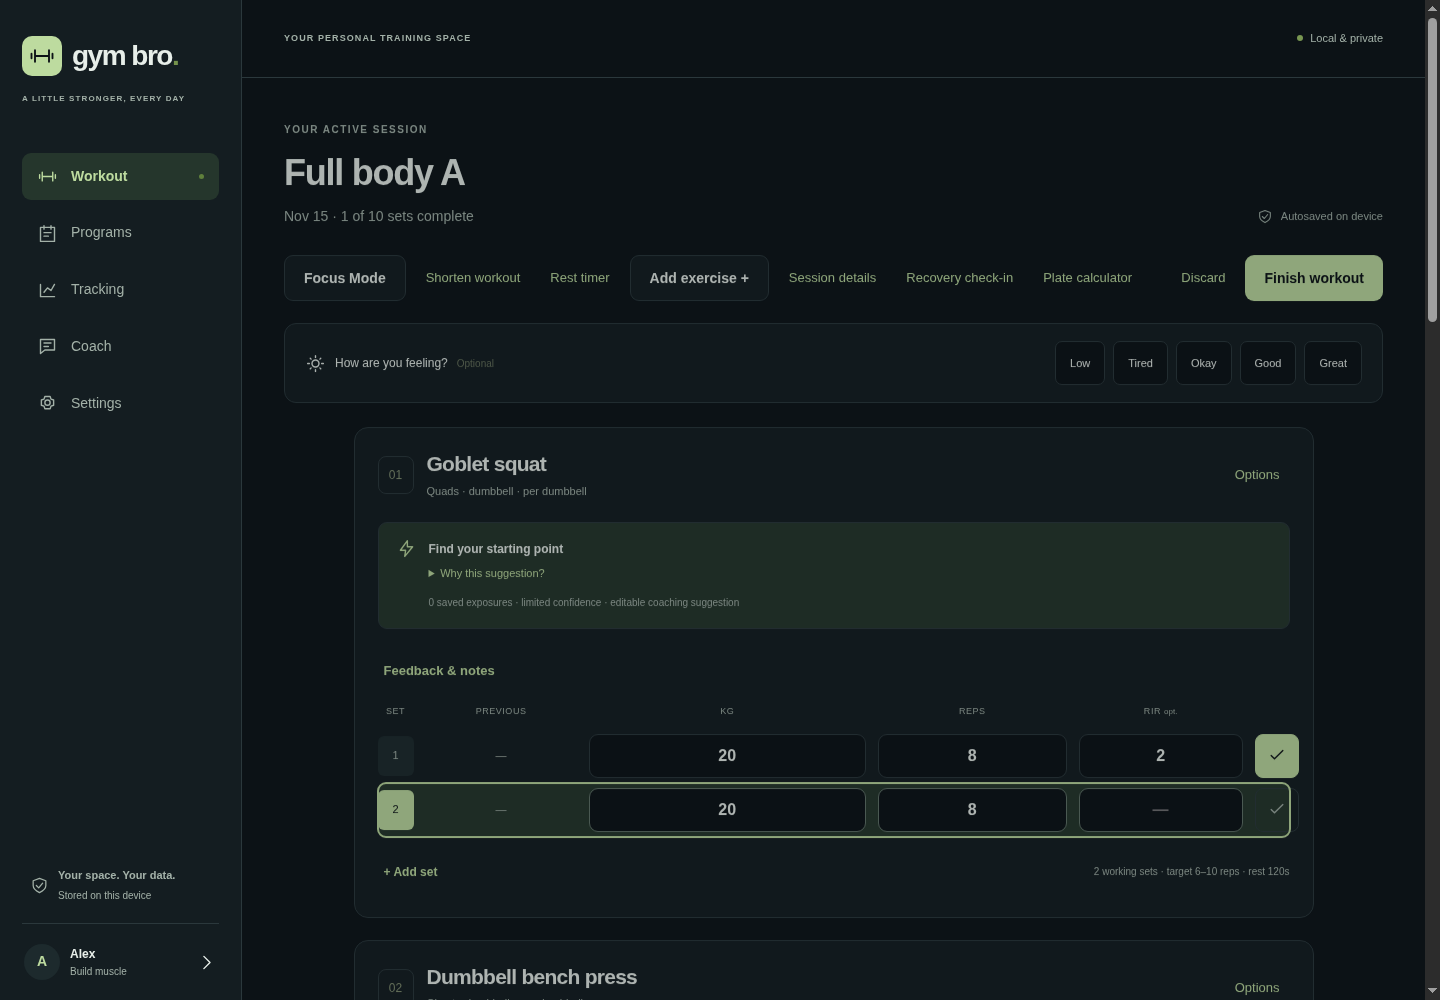 gym bro.
A LITTLE STRONGER, EVERY DAY
Workout
Programs
Tracking
Coach
Settings
Your space. Your data.
Stored on this device
A
Alex
Build muscle
YOUR PERSONAL TRAINING SPACE
Local & private
YOUR ACTIVE SESSION
Full body A
Nov 15 · 1 of 10 sets complete
Autosaved on device
Focus Mode
Shorten workout
Rest timer
Add exercise +
Session details
Recovery check-in
Plate calculator
Discard
Finish workout
How are you feeling? Optional
Low
Tired
Okay
Good
Great
01
Goblet squat
Quads · dumbbell · per dumbbell
Options
Find your starting point
Why this suggestion?
0 saved exposures · limited confidence · editable coaching suggestion
Feedback & notes
SET PREVIOUS KG REPS RIR opt.
1 — 20 8 2
2 — 20 8 —
+ Add set
2 working sets · target 6–10 reps · rest 120s
02
Dumbbell bench press
Options